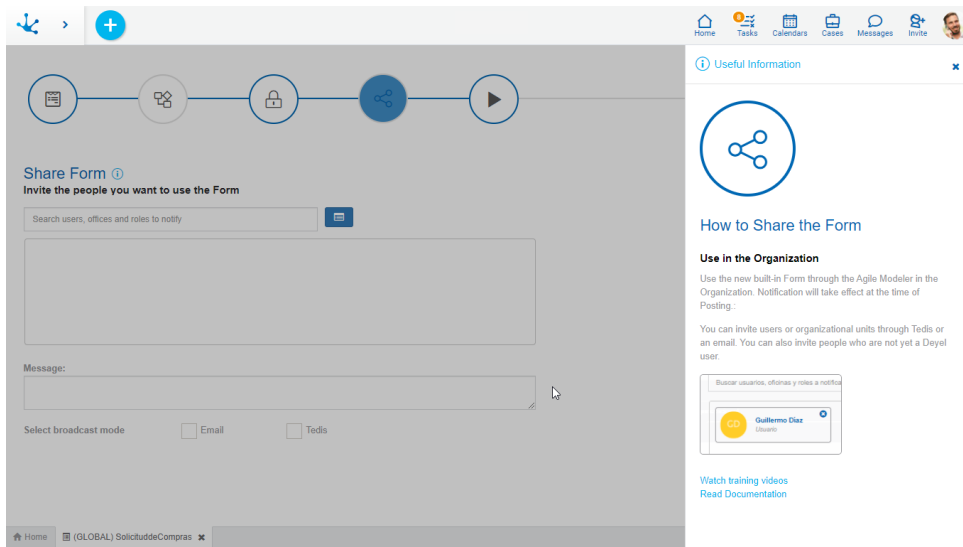 Home
8
Tasks
Calendars
Cases
Messages
Invite
Share Form
Invite the people you want to use the Form
Search users, offices and roles to notify
Message:
Select broadcast mode
Email
Tedis
Home
(GLOBAL) SolicituddeCompras
Useful Information
How to Share the Form
Use in the Organization
Use the new built-in Form through the Agile Modeler in the
Organization. Notification will take effect at the time of
Posting.:
You can invite users or organizational units through Tedis or
an email. You can also invite people who are not yet a Deyel
user.
Buscar usuarios, oficinas y roles a notifica
GD
Guillermo Diaz
Usuario
Watch training videos
Read Documentation